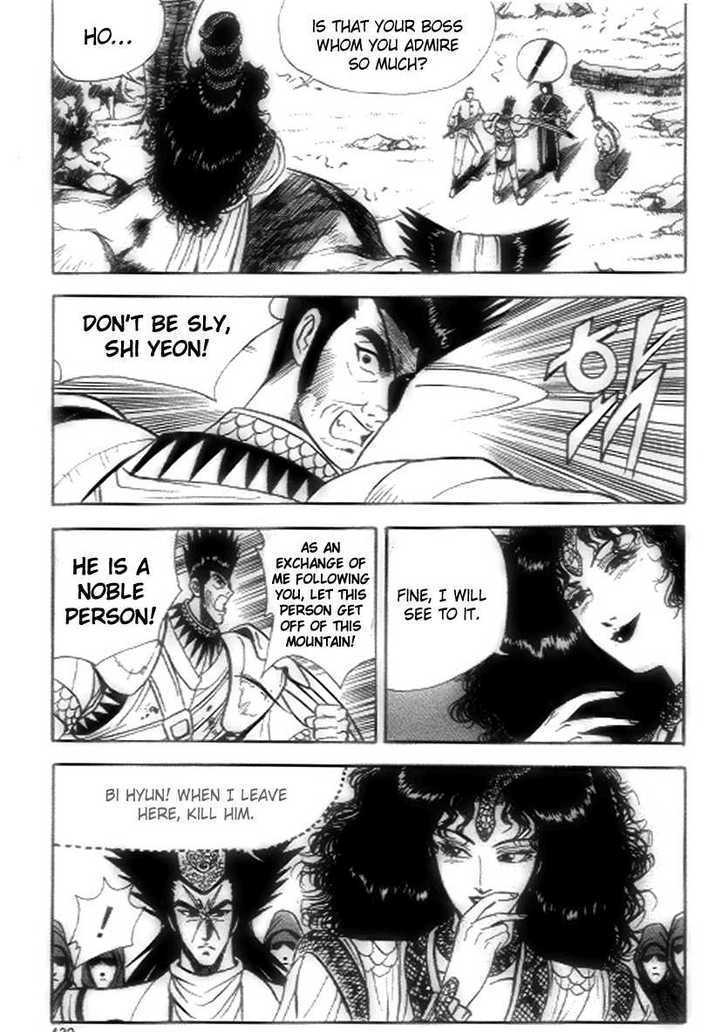 HO...
IS THAT YOUR BOSS
WHOM YOU ADMIRE
SO MUCH?
DON'T BE SLY,
SHI YEON!
확
HE IS A
NOBLE
PERSON!
AS AN
EXCHANGE OF
ME FOLLOWING
YOU, LET THIS
PERSON GET
OFF OF THIS
MOUNTAIN!
FINE, I WILL
SEE TO IT.
BI HYUN! WHEN I LEAVE
HERE, KILL HIM.
!